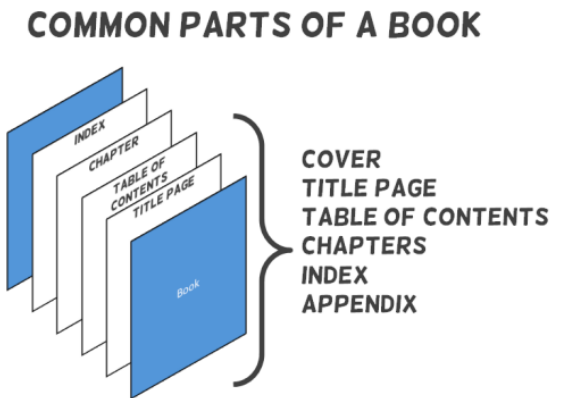 COMMON PARTS OF A BOOK
INDEX
CHAPTER
TABLE OF
CONTENTS
TITLE PAGE
Book
COVER
TITLE PAGE
TABLE OF CONTENTS
CHAPTERS
INDEX
APPENDIX